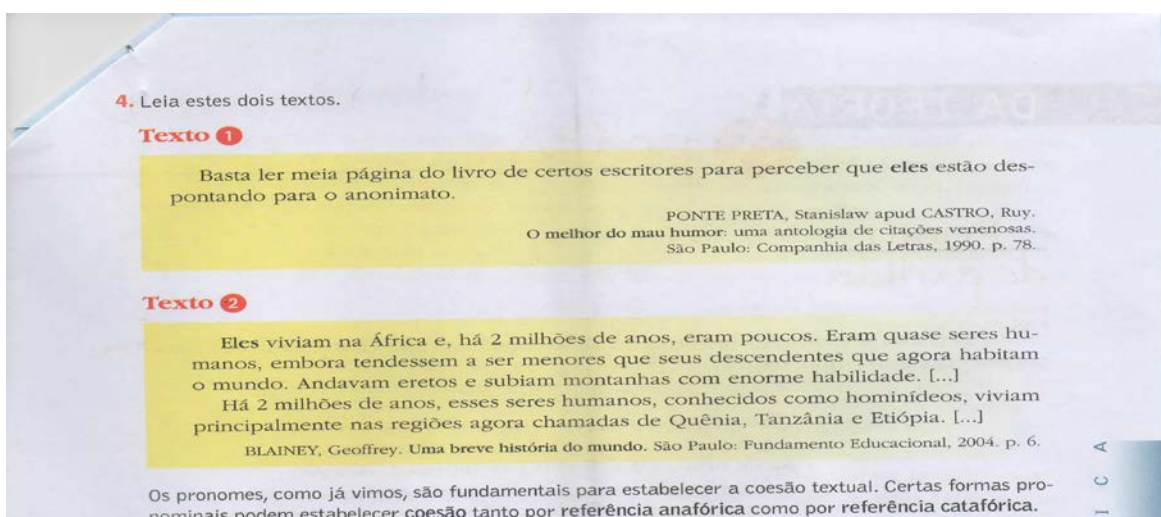 4. Leia estes dois textos.
Texto 1
Basta ler meia página do livro de certos escritores para perceber que eles estão des-
pontando para o anonimato.
PONTE PRETA, Stanislaw apud CASTRO, Ruy.
O melhor do mau humor: uma antologia de citações venenosas.
São Paulo: Companhia das Letras, 1990. p. 78.
Texto 2
Eles viviam na África e, há 2 milhões de anos, eram poucos. Eram quase seres hu-
manos, embora tendessem a ser menores que seus descendentes que agora habitam
o mundo. Andavam eretos e subiam montanhas com enorme habilidade. [...]
Há 2 milhões de anos, esses seres humanos, conhecidos como hominídeos, viviam
principalmente nas regiões agora chamadas de Quênia, Tanzânia e Etiópia. [...]
BLAINEY, Geoffrey. Uma breve história do mundo. São Paulo: Fundamento Educacional, 2004. p. 6.
Os pronomes, como já vimos, são fundamentais para estabelecer a coesão textual. Certas formas pro-
nominais podem estabelecer coesão tanto por referência anafórica como por referência catafórica.
I C A